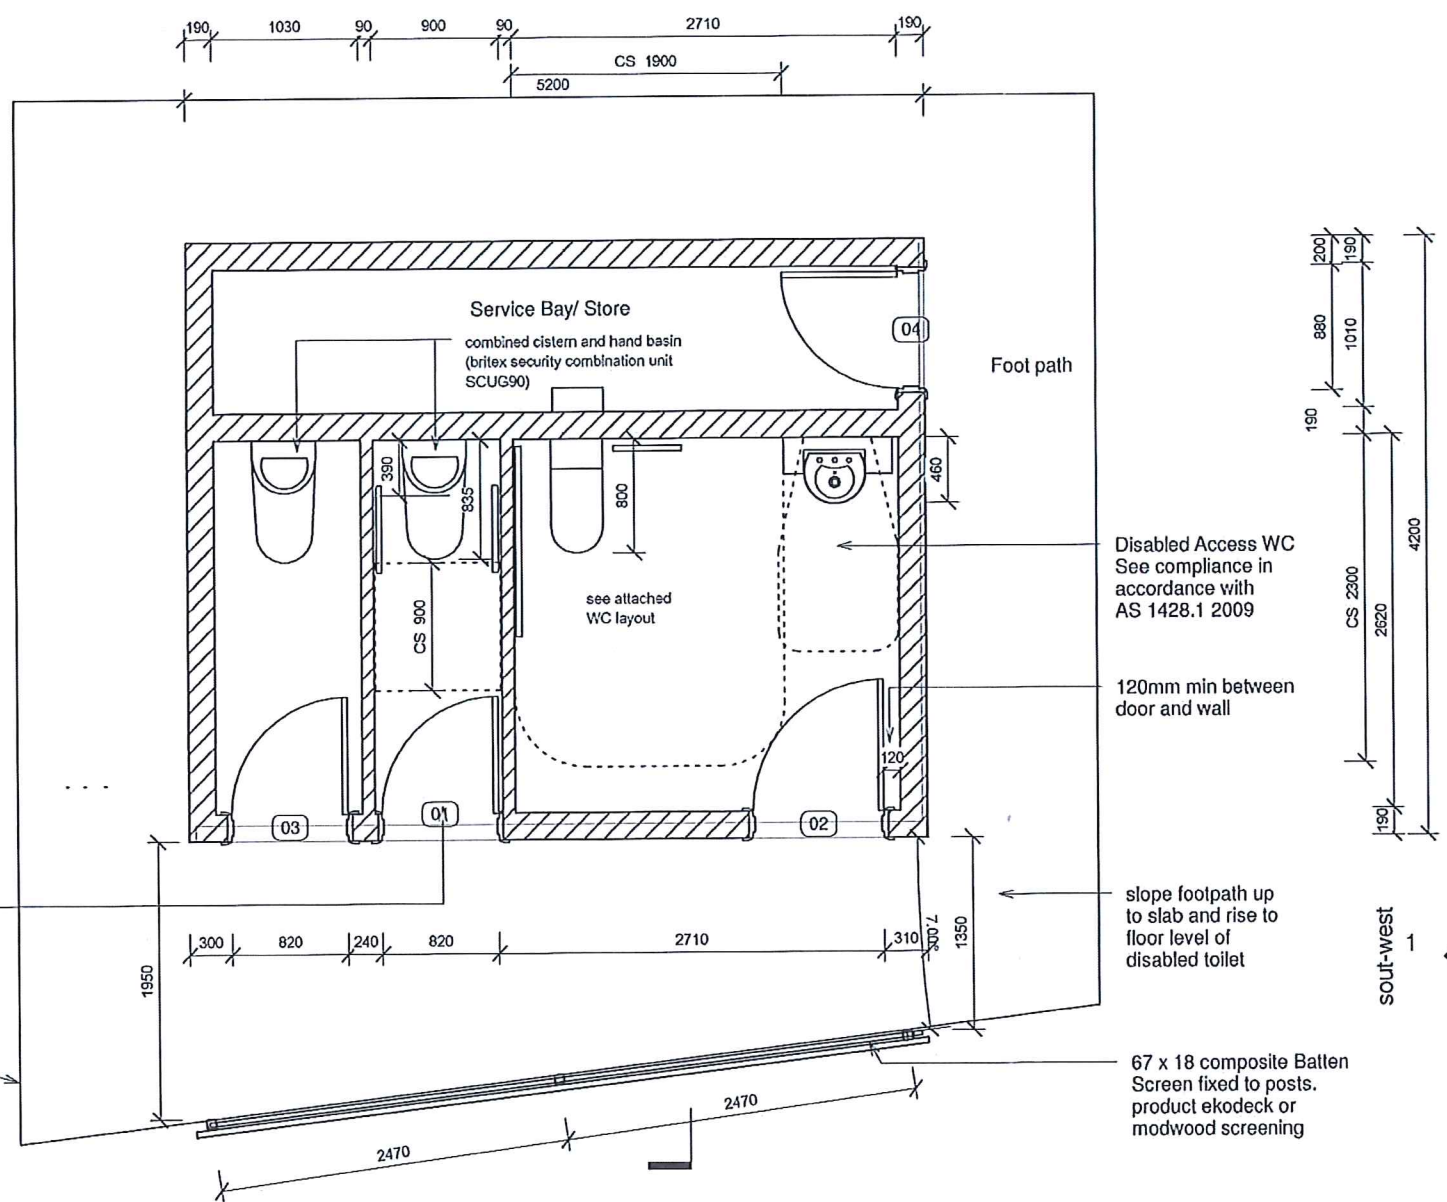 190 1030 90 900 90 2710 190
CS 1900
5200
Service Bay/ Store
combined cistern and hand basin
(britex security combination unit
SCUG90)
04
Foot path
200
190
880
1010
190
4200
390
835
800
460
CS 900
see attached
WC layout
Disabled Access WC
See compliance in
accordance with
AS 1428.1 2009
CS 2300
2620
120mm min between
door and wall
120
190
03
01
02
300 820 240 820 2710 310
1950
1350
slope footpath up
to slab and rise to
floor level of
disabled toilet
sout-west
1
67 x 18 composite Batten
Screen fixed to posts.
product ekodeck or
modwood screening
2470
2470